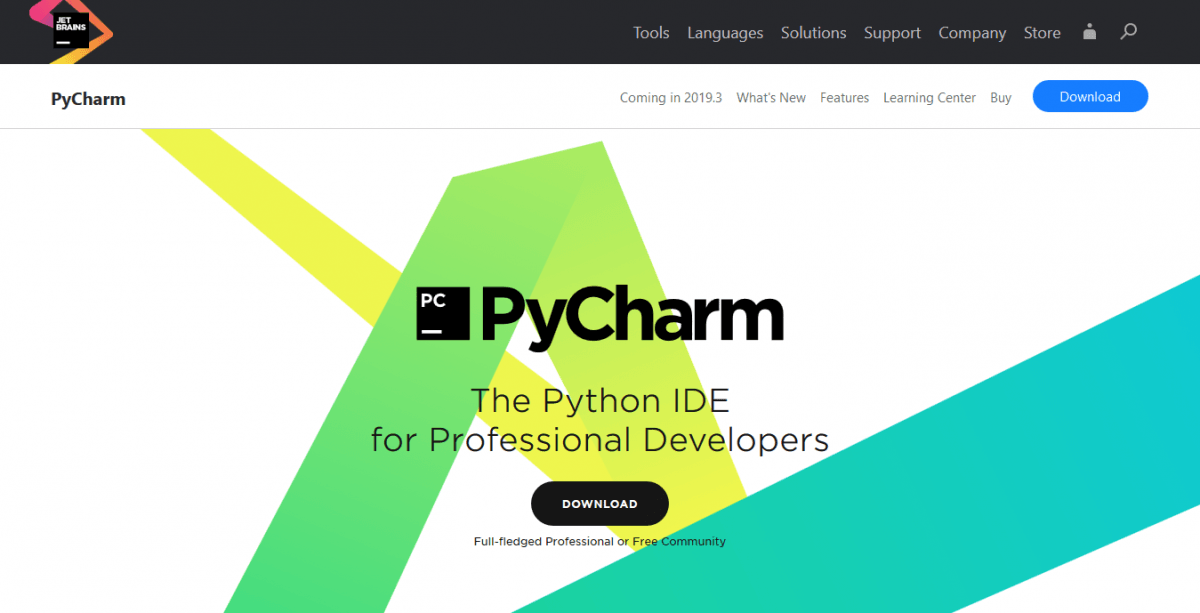 JET
BRAINS
Tools Languages Solutions Support Company Store
PyCharm
Coming in 2019.3 What's New Features Learning Center Buy Download
PC
PyCharm
The Python IDE
for Professional Developers
DOWNLOAD
Full-fledged Professional or Free Community